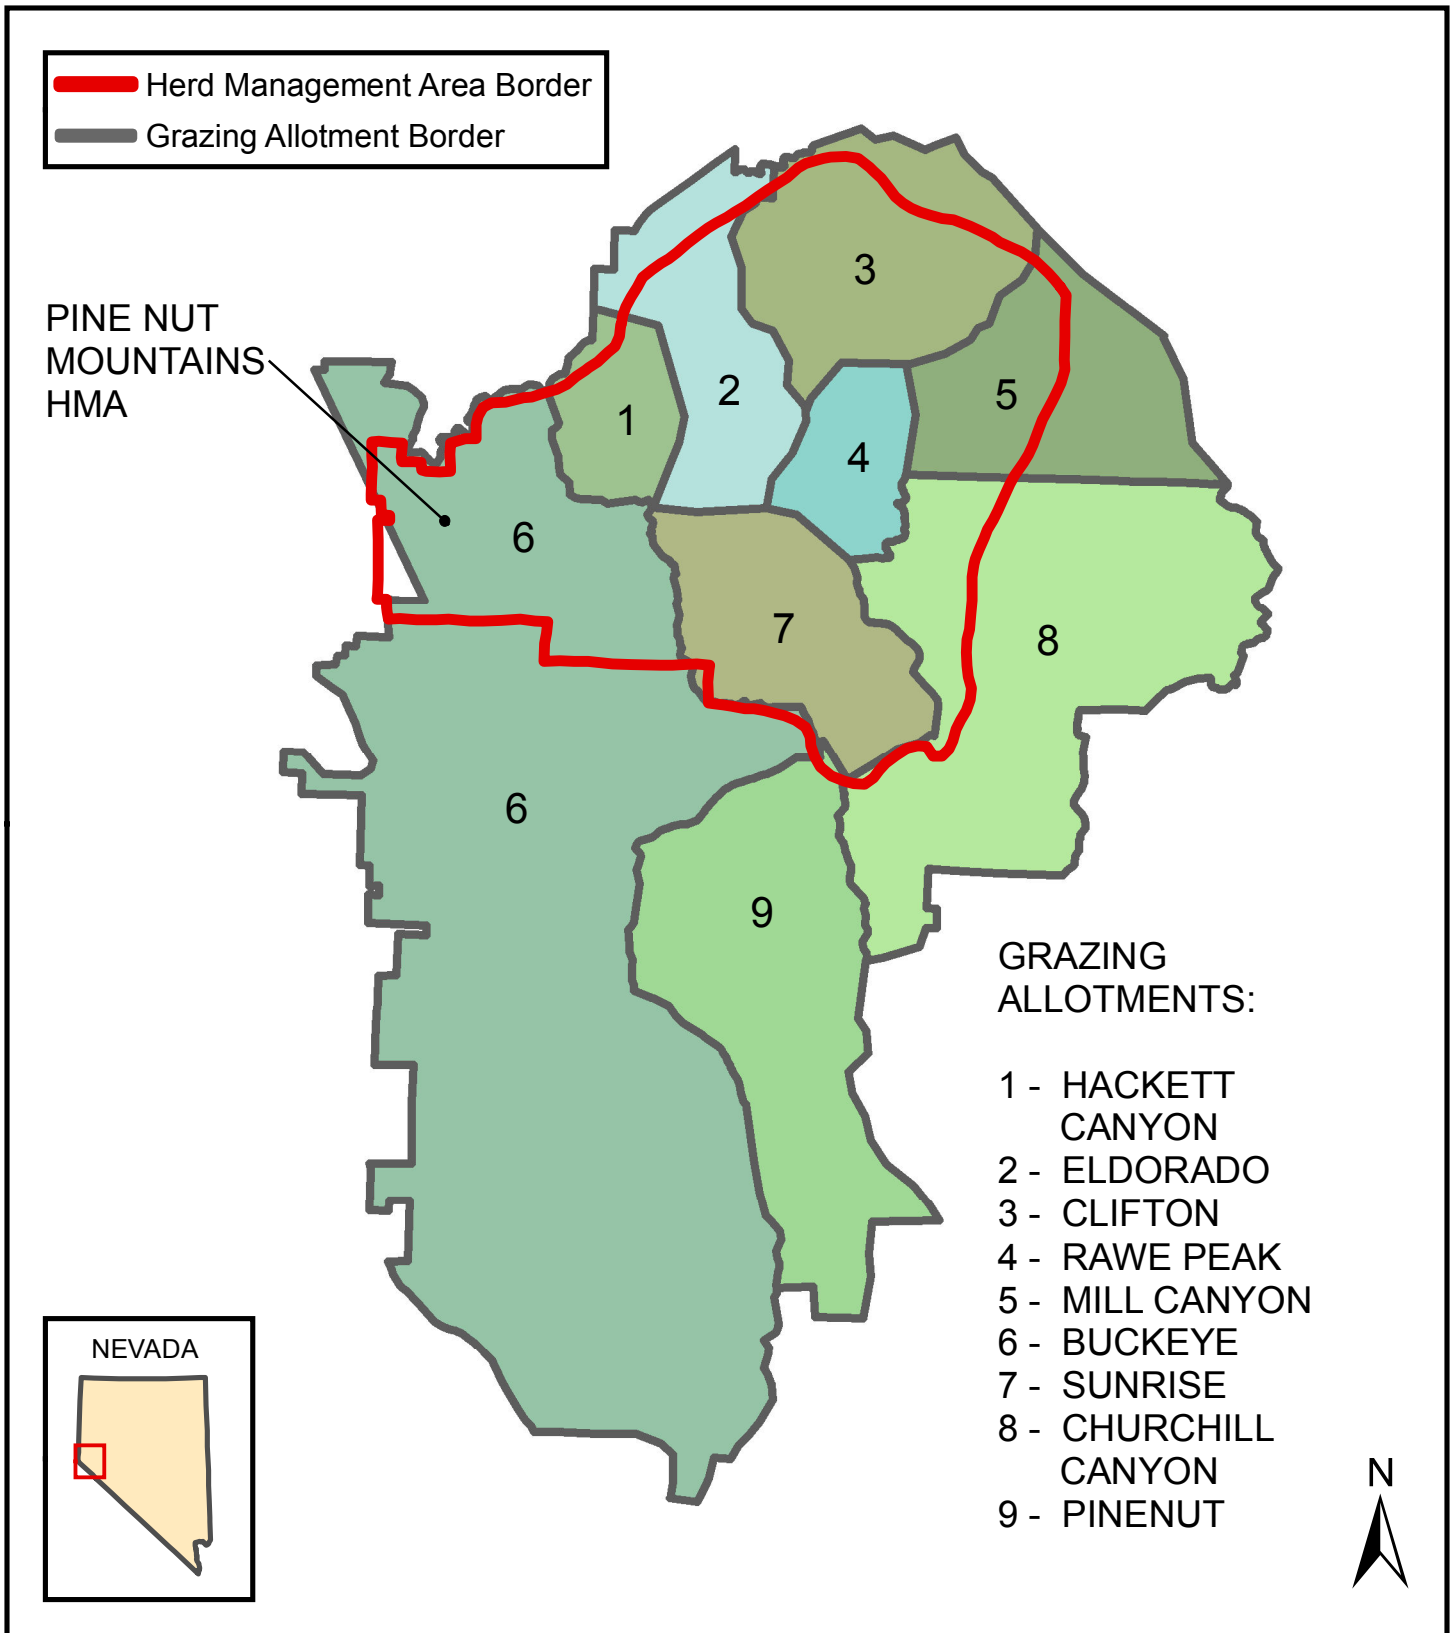 Herd Management Area Border
Grazing Allotment Border
PINE NUT
MOUNTAINS
HMA
3
2
5
1
4
6
7
8
6
9
GRAZING
ALLOTMENTS:
1 - HACKETT
CANYON
2 - ELDORADO
3 - CLIFTON
4 - RAWE PEAK
5 - MILL CANYON
6 - BUCKEYE
7 - SUNRISE
8 - CHURCHILL
CANYON
9 - PINENUT
NEVADA
N